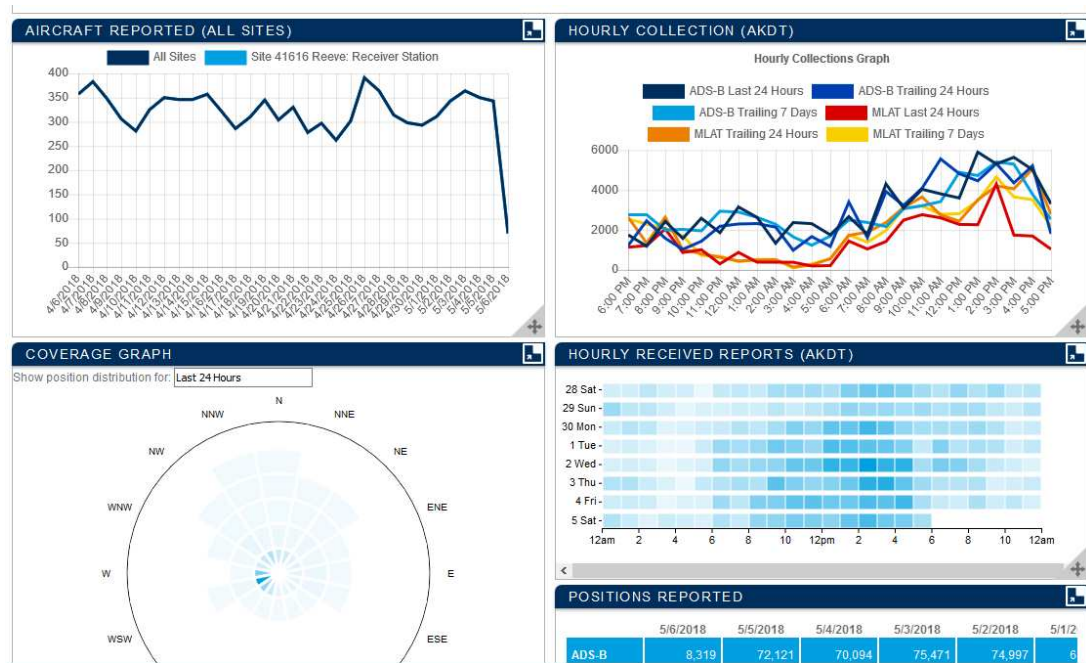 AIRCRAFT REPORTED (ALL SITES)
All Sites
Site 41616 Reeve: Receiver Station
400
350
300
250
200
150
100
50
0
4/6/2018
4/8/2018
4/9/2018
4/10/2018
4/11/2018
4/12/2018
4/13/2018
4/14/2018
4/15/2018
4/16/2018
4/17/2018
4/18/2018
4/19/2018
4/20/2018
4/21/2018
4/22/2018
4/23/2018
4/24/2018
4/25/2018
4/26/2018
4/27/2018
4/28/2018
4/29/2018
4/30/2018
5/1/2018
5/2/2018
5/3/2018
5/4/2018
5/5/2018
5/6/2018
HOURLY COLLECTION (AKDT)
Hourly Collections Graph
ADS-B Last 24 Hours
ADS-B Trailing 24 Hours
ADS-B Trailing 7 Days
MLAT Last 24 Hours
MLAT Trailing 24 Hours
MLAT Trailing 7 Days
6000
4000
2000
0
6:00 PM
7:00 PM
8:00 PM
9:00 PM
10:00 PM
11:00 PM
12:00 AM
1:00 AM
2:00 AM
3:00 AM
4:00 AM
5:00 AM
6:00 AM
7:00 AM
8:00 AM
9:00 AM
10:00 AM
11:00 AM
12:00 PM
1:00 PM
2:00 PM
3:00 PM
4:00 PM
5:00 PM
COVERAGE GRAPH
Show position distribution for: Last 24 Hours
N
NNW
NNE
NW
NE
WNW
ENE
W
E
WSW
ESE
HOURLY RECEIVED REPORTS (AKDT)
28 Sat
29 Sun
30 Mon
1 Tue
2 Wed
3 Thu
4 Fri
5 Sat
12am 2 4 6 8 10 12pm 2 4 6 8 10 12am
POSITIONS REPORTED
5/6/2018 5/5/2018 5/4/2018 5/3/2018 5/2/2018 5/1/2
ADS-B 8,319 72,121 70,094 75,471 74,997 6